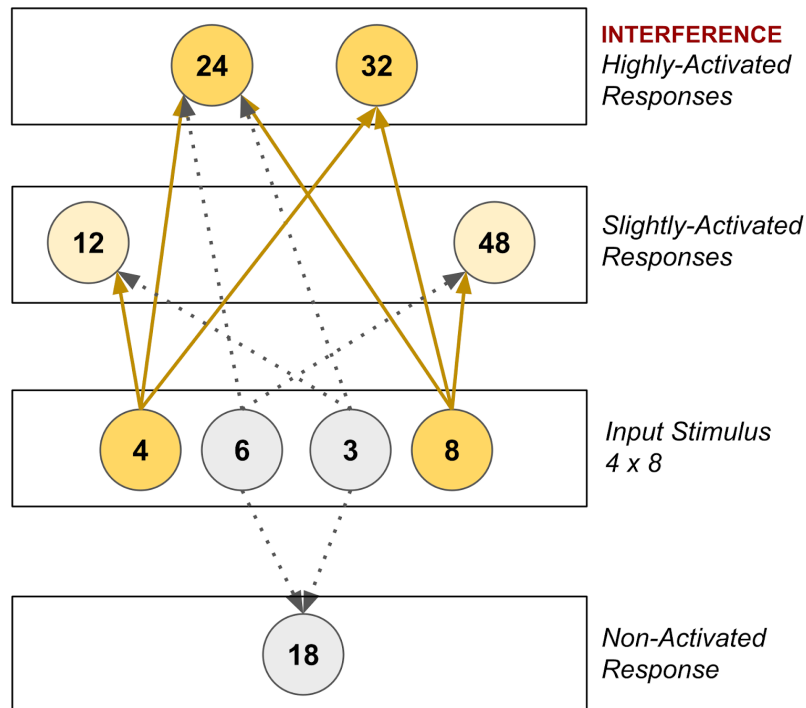 24
32
INTERFERENCE
Highly-Activated
Responses
12
48
Slightly-Activated
Responses
4
6
3
8
Input Stimulus
4 x 8
18
Non-Activated
Response